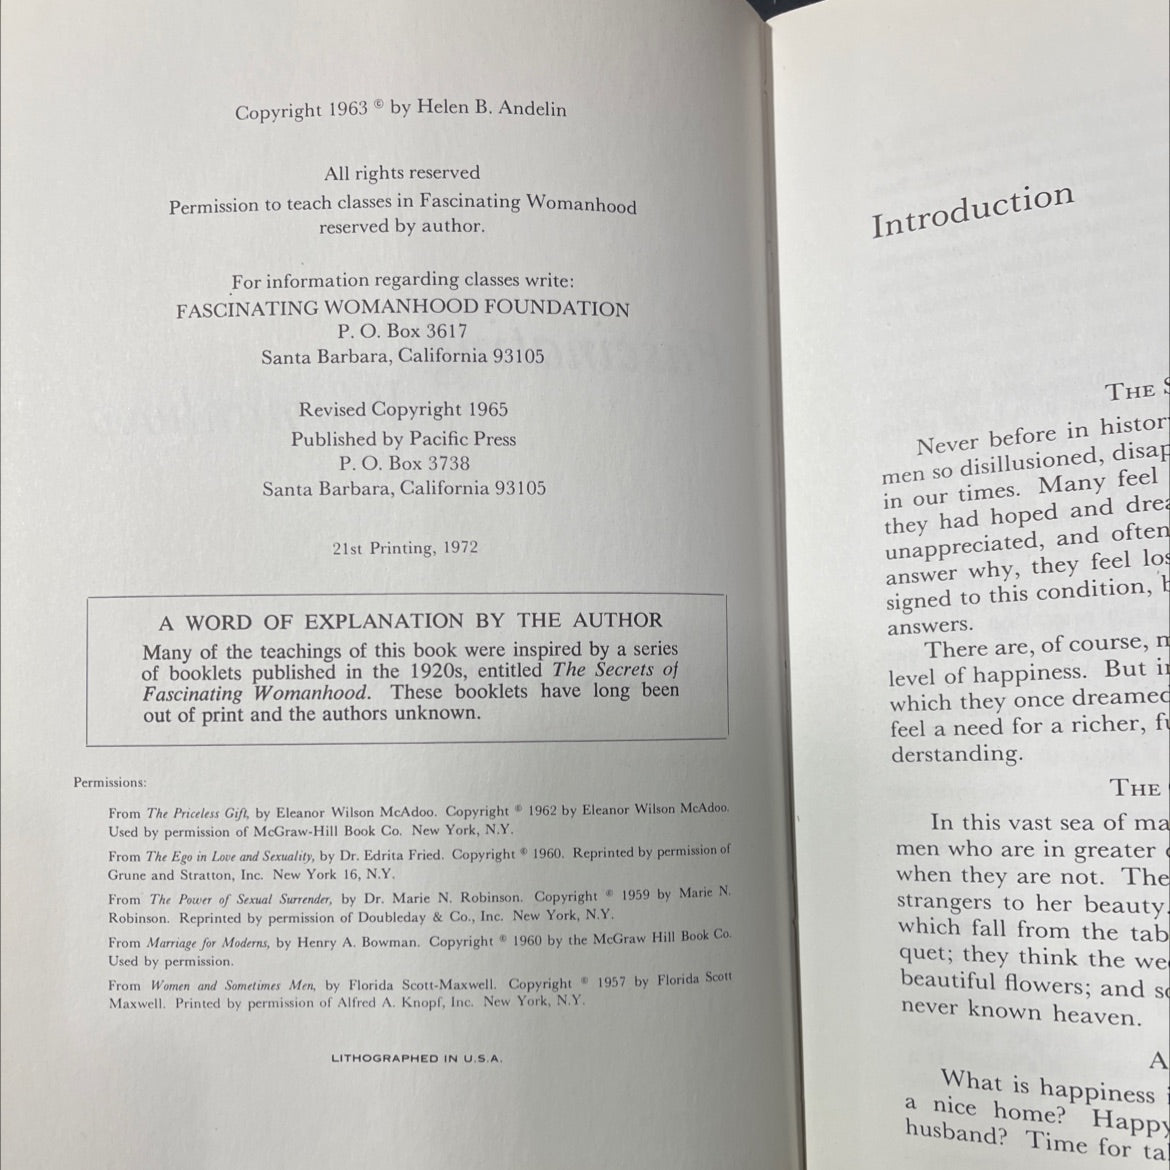 Copyright 1963 © by Helen B. Andelin
All rights reserved
Permission to teach classes in Fascinating Womanhood
reserved by author.
For information regarding classes write:
FASCINATING WOMANHOOD FOUNDATION
P. O. Box 3617
Santa Barbara, California 93105
Revised Copyright 1965
Published by Pacific Press
P. O. Box 3738
Santa Barbara, California 93105
21st Printing, 1972
A WORD OF EXPLANATION BY THE AUTHOR
Many of the teachings of this book were inspired by a series
of booklets published in the 1920s, entitled The Secrets of
Fascinating Womanhood. These booklets have long been
out of print and the authors unknown.
Permissions:
From The Priceless Gift, by Eleanor Wilson McAdoo. Copyright © 1962 by Eleanor Wilson McAdoo.
Used by permission of McGraw-Hill Book Co. New York, N.Y.
From The Ego in Love and Sexuality, by Dr. Edrita Fried. Copyright © 1960. Reprinted by permission of
Grune and Stratton, Inc. New York 16, N.Y.
From The Power of Sexual Surrender, by Dr. Marie N. Robinson. Copyright © 1959 by Marie N.
Robinson. Reprinted by permission of Doubleday & Co., Inc. New York, N.Y.
From Marriage for Moderns, by Henry A. Bowman. Copyright © 1960 by the McGraw Hill Book Co.
Used by permission.
From Women and Sometimes Men, by Florida Scott-Maxwell. Copyright © 1957 by Florida Scott
Maxwell. Printed by permission of Alfred A. Knopf, Inc. New York, N.Y.
LITHOGRAPHED IN U.S.A.
Introduction
THE S
Never before in histor
men so disillusioned, disap
in our times. Many feel
they had hoped and drea
unappreciated, and often
answer why, they feel los
signed to this condition, b
answers.
There are, of course, m
level of happiness. But in
which they once dreamed
feel a need for a richer, fu
derstanding.
THE
In this vast sea of ma
men who are in greater
when they are not. The
strangers to her beauty.
which fall from the tab
quet; they think the we
beautiful flowers; and so
never known heaven.
A
What is happiness i
a nice home? Happy
husband? Time for ta